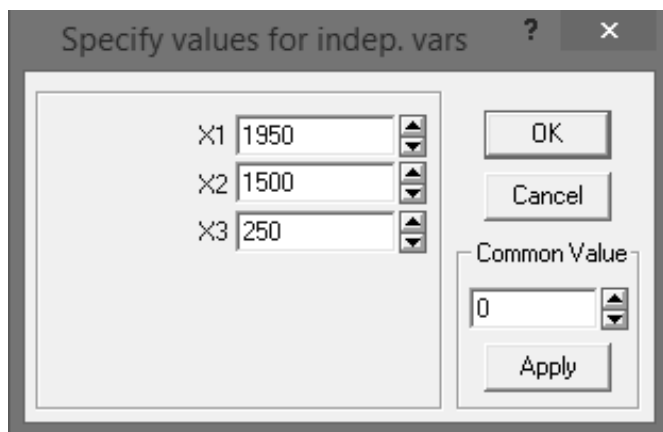 Specify values for indep. vars ? ×
X1 1950
X2 1500
X3 250
OK
Cancel
Common Value
0
Apply